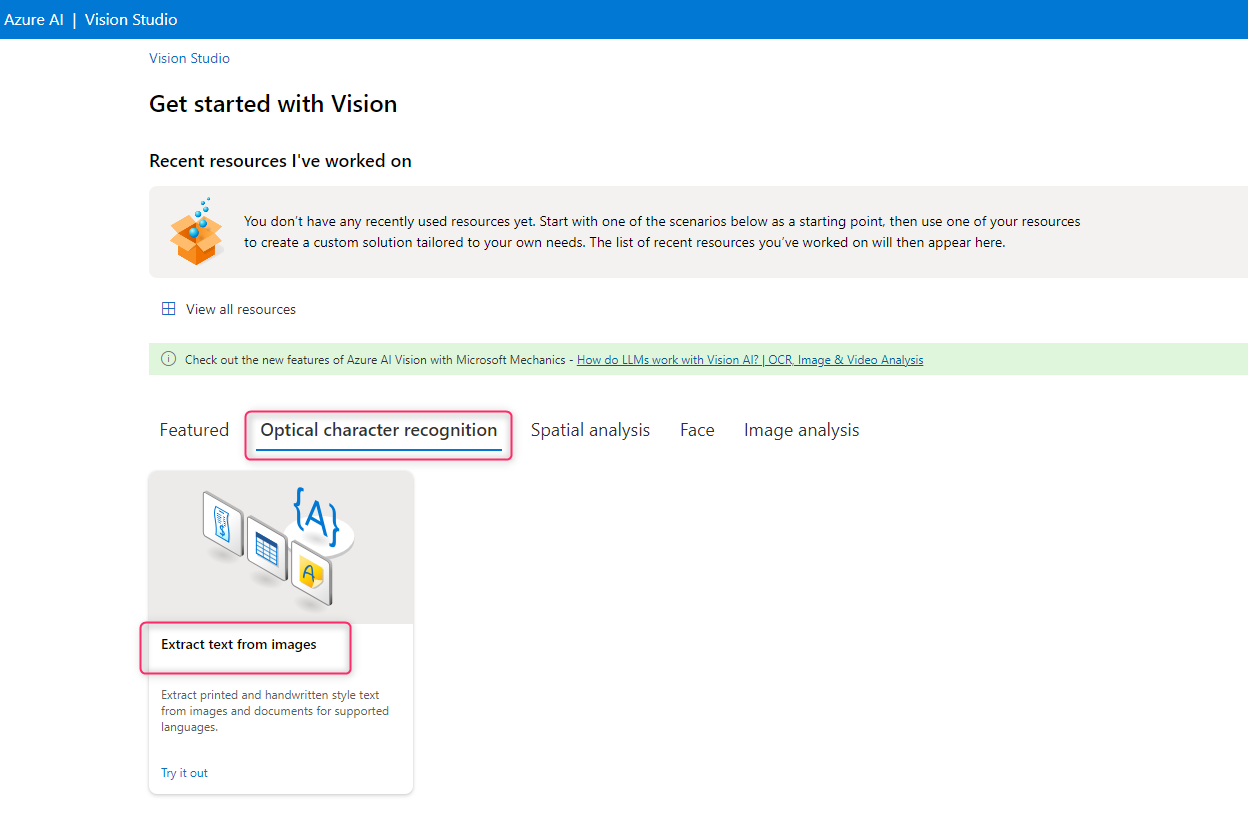 Azure AI | Vision Studio
Vision Studio
Get started with Vision
Recent resources I've worked on
You don't have any recently used resources yet. Start with one of the scenarios below as a starting point, then use one of your resources
to create a custom solution tailored to your own needs. The list of recent resources you've worked on will then appear here.
View all resources
Check out the new features of Azure AI Vision with Microsoft Mechanics - How do LLMs work with Vision AI? | OCR, Image & Video Analysis
Featured Optical character recognition Spatial analysis Face Image analysis
{A}
$
A
Extract text from images
Extract printed and handwritten style text
from images and documents for supported
languages.
Try it out